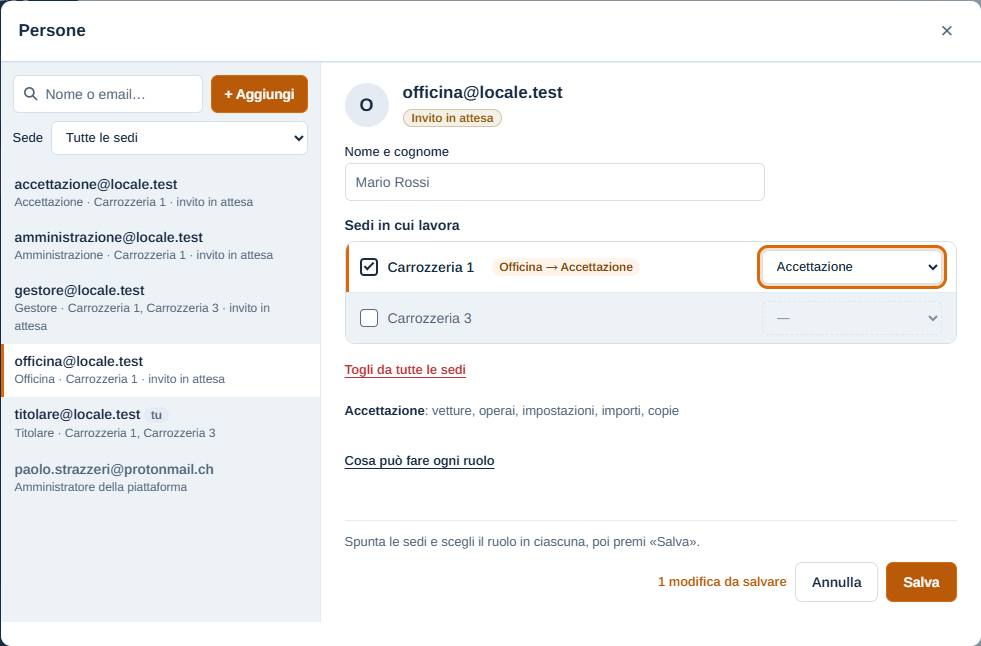 Persone
×
Nome o email…
+ Aggiungi
Sede
Tutte le sedi
accettazione@locale.test
Accettazione · Carrozzeria 1 · invito in attesa
amministrazione@locale.test
Amministrazione · Carrozzeria 1 · invito in attesa
gestore@locale.test
Gestore · Carrozzeria 1, Carrozzeria 3 · invito in
attesa
officina@locale.test
Officina · Carrozzeria 1 · invito in attesa
titolare@locale.test tu
Titolare · Carrozzeria 1, Carrozzeria 3
paolo.strazzeri@protonmail.ch
Amministratore della piattaforma
O
officina@locale.test
Invito in attesa
Nome e cognome
Mario Rossi
Sedi in cui lavora
Carrozzeria 1 Officina → Accettazione Accettazione
Carrozzeria 3 —
Togli da tutte le sedi
Accettazione: vetture, operai, impostazioni, importi, copie
Cosa può fare ogni ruolo
Spunta le sedi e scegli il ruolo in ciascuna, poi premi «Salva».
1 modifica da salvare Annulla Salva